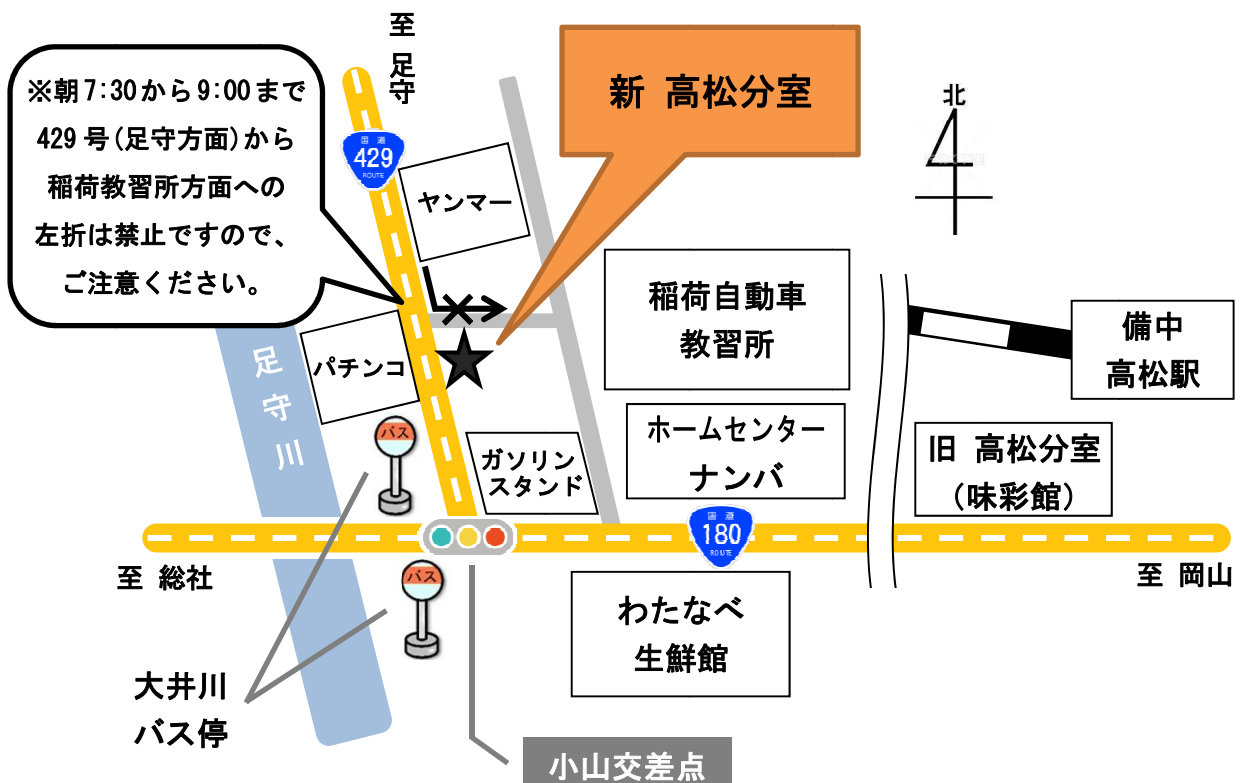 至
足守
※朝7:30から9:00まで
429号(足守方面)から
稲荷教習所方面への
左折は禁止ですので、
ご注意ください。
新 高松分室
北
国道
429
ROUTE
ヤンマー
稲荷自動車
教習所
備中
高松駅
足守川
パチンコ
バス
ガソリン
スタンド
ホームセンター
ナンバ
旧 高松分室
(味彩館)
国道
180
ROUTE
至 総社
バス
至 岡山
わたなべ
生鮮館
大井川
バス停
小山交差点